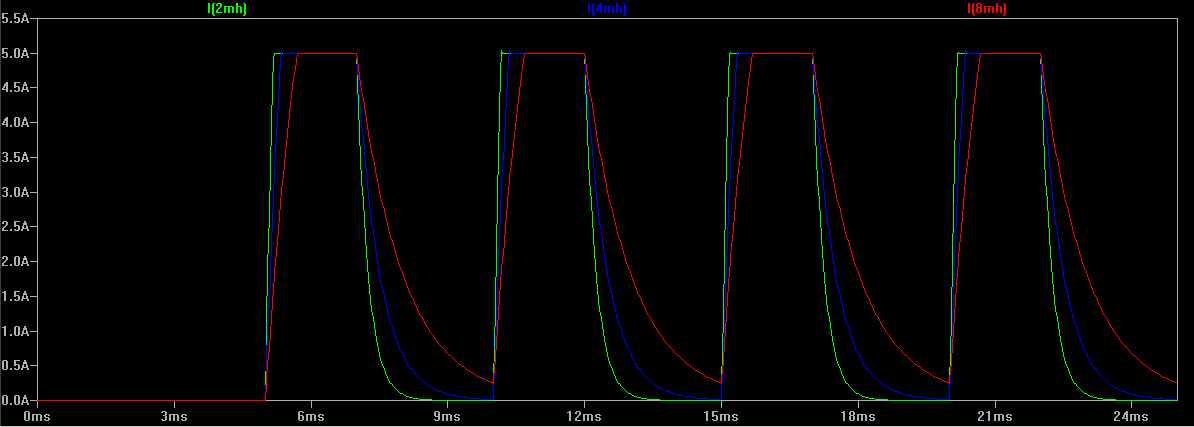 I(2mh) I(4mh) I(8mh)
5.5A
5.0A
4.5A
4.0A
3.5A
3.0A
2.5A
2.0A
1.5A
1.0A
0.5A
0.0A
0ms 3ms 6ms 9ms 12ms 15ms 18ms 21ms 24ms